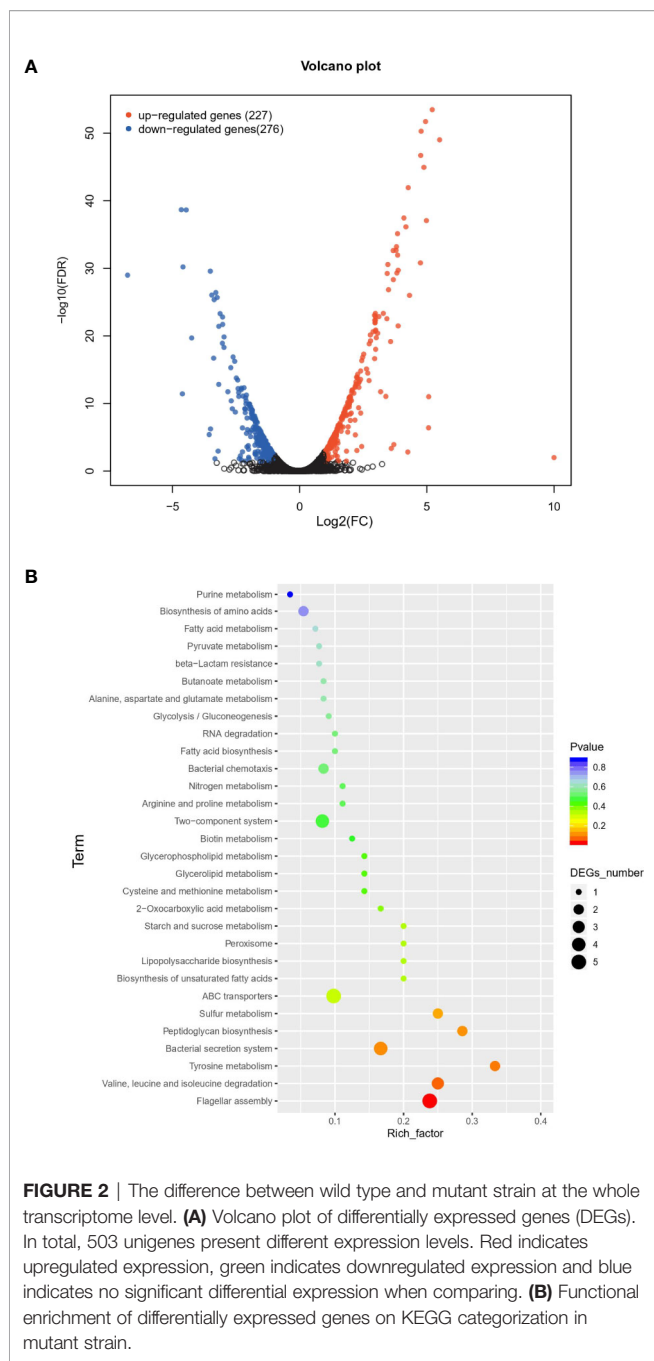 A
Volcano plot
up-regulated genes (227)
down-regulated genes(276)
50
40
30
20
10
0
−log10(FDR)
−5
0
5
10
Log2(FC)
B
Purine metabolism
Biosynthesis of amino acids
Fatty acid metabolism
Pyruvate metabolism
beta−Lactam resistance
Butanoate metabolism
Alanine, aspartate and glutamate metabolism
Glycolysis / Gluconeogenesis
RNA degradation
Fatty acid biosynthesis
Bacterial chemotaxis
Nitrogen metabolism
Arginine and proline metabolism
Two−component system
Biotin metabolism
Glycerophospholipid metabolism
Glycerolipid metabolism
Cysteine and methionine metabolism
2−Oxocarboxylic acid metabolism
Starch and sucrose metabolism
Peroxisome
Lipopolysaccharide biosynthesis
Biosynthesis of unsaturated fatty acids
ABC transporters
Sulfur metabolism
Peptidoglycan biosynthesis
Bacterial secretion system
Tyrosine metabolism
Valine, leucine and isoleucine degradation
Flagellar assembly
Term
0.1
0.2
0.3
0.4
Rich_factor
Pvalue
0.8
0.6
0.4
0.2
DEGs_number
1
2
3
4
5
FIGURE 2 | The difference between wild type and mutant strain at the whole
transcriptome level. (A) Volcano plot of differentially expressed genes (DEGs).
In total, 503 unigenes present different expression levels. Red indicates
upregulated expression, green indicates downregulated expression and blue
indicates no significant differential expression when comparing. (B) Functional
enrichment of differentially expressed genes on KEGG categorization in
mutant strain.